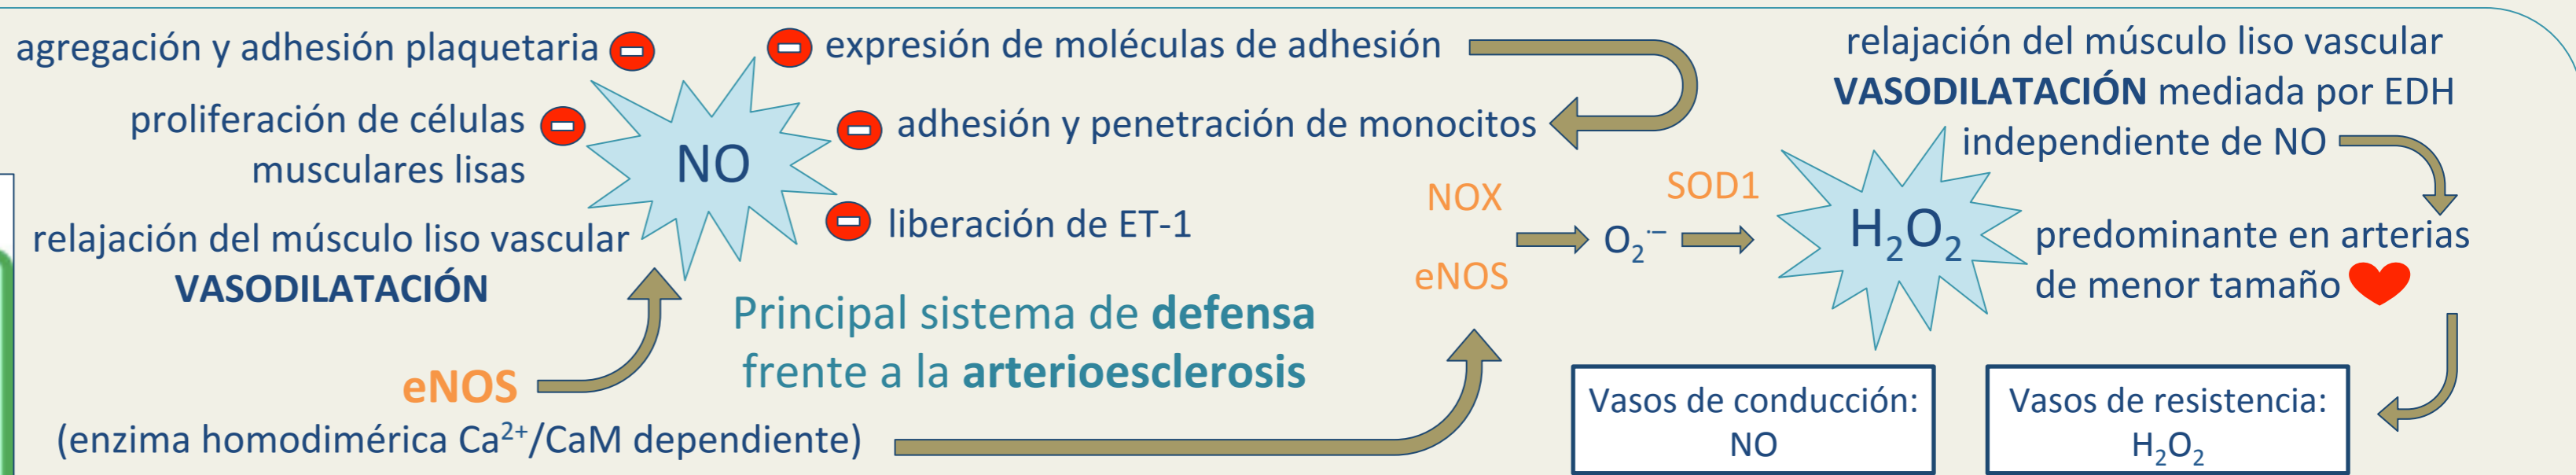 agregación y adhesión plaquetaria
proliferación de células
musculares lisas
relajación del músculo liso vascular
VASODILATACIÓN
NO
expresión de moléculas de adhesión
adhesión y penetración de monocitos
liberación de ET-1
Principal sistema de defensa
frente a la arterioesclerosis
eNOS
(enzima homodimérica Ca²⁺/CaM dependiente)
NOX
eNOS
O₂·–
SOD1
H₂O₂
relajación del músculo liso vascular
VASODILATACIÓN mediada por EDH
independiente de NO
predominante en arterias
de menor tamaño
Vasos de conducción:
NO
Vasos de resistencia:
H₂O₂